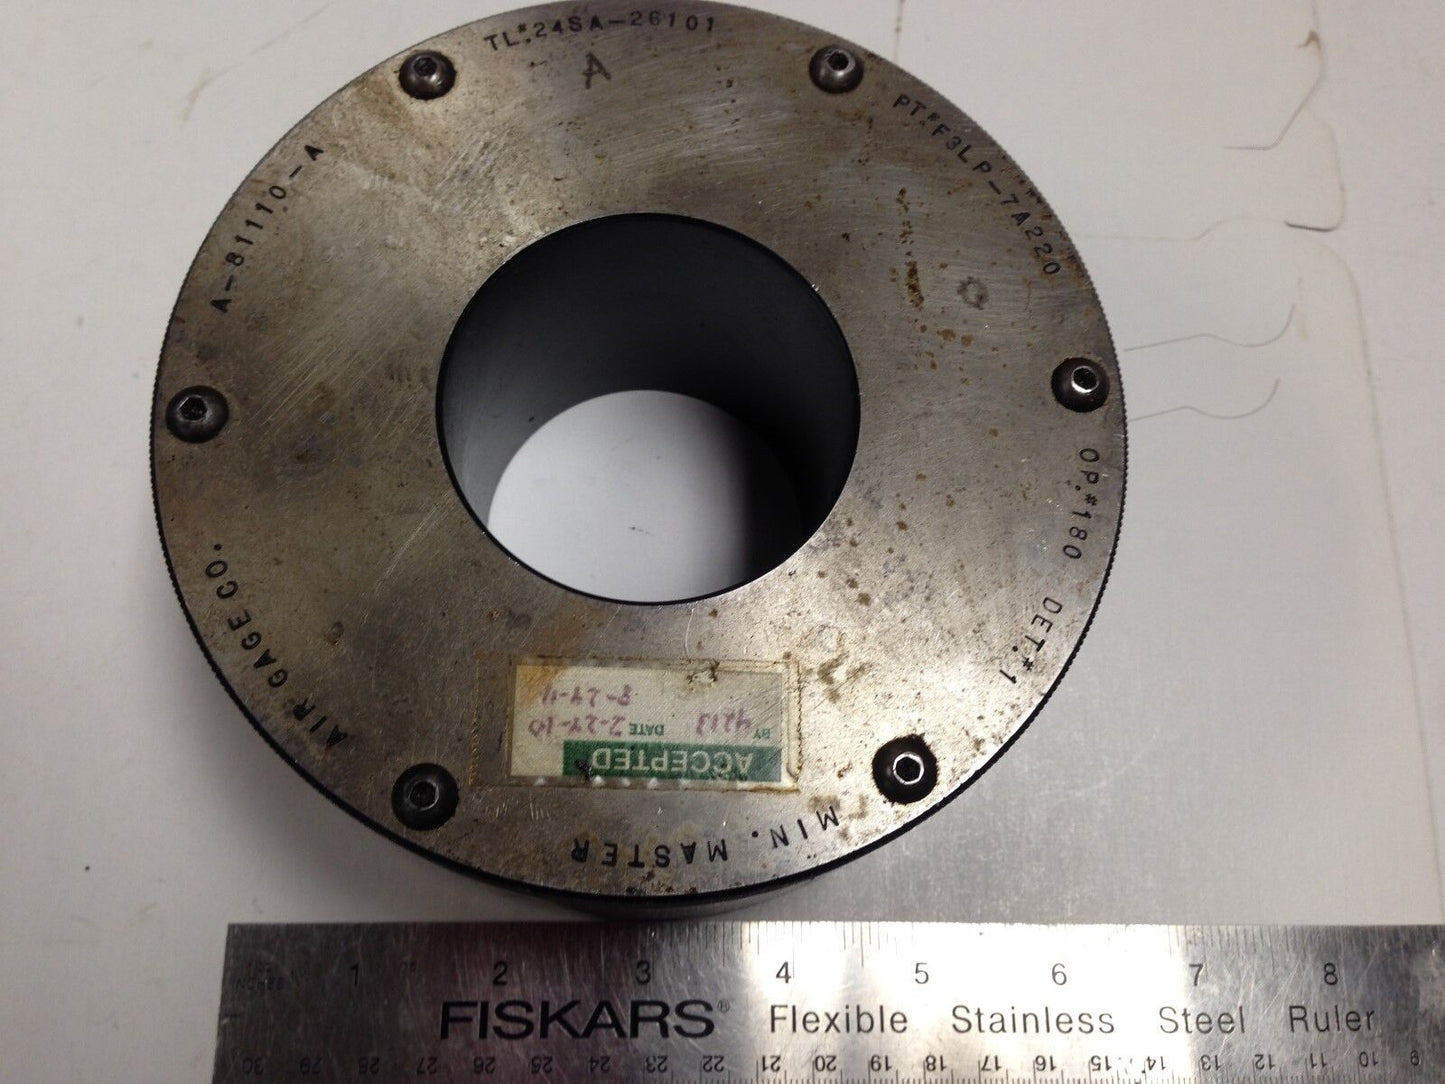 TL.#24SA-26101
A
PT#F3LP-7A220
A-81110-A
OP.#180 DET.#1
AIR GAGE CO.
MIN. MASTER
ACCEPTED
BY 4213 DATE 2-24-10
8-24-11
1 2 3 4 5 6 7 8
FISKARS® Flexible Stainless Steel Ruler
30 29 28 27 26 25 24 23 22 21 20 19 18 17 16 15 14 13 12 11 10 9